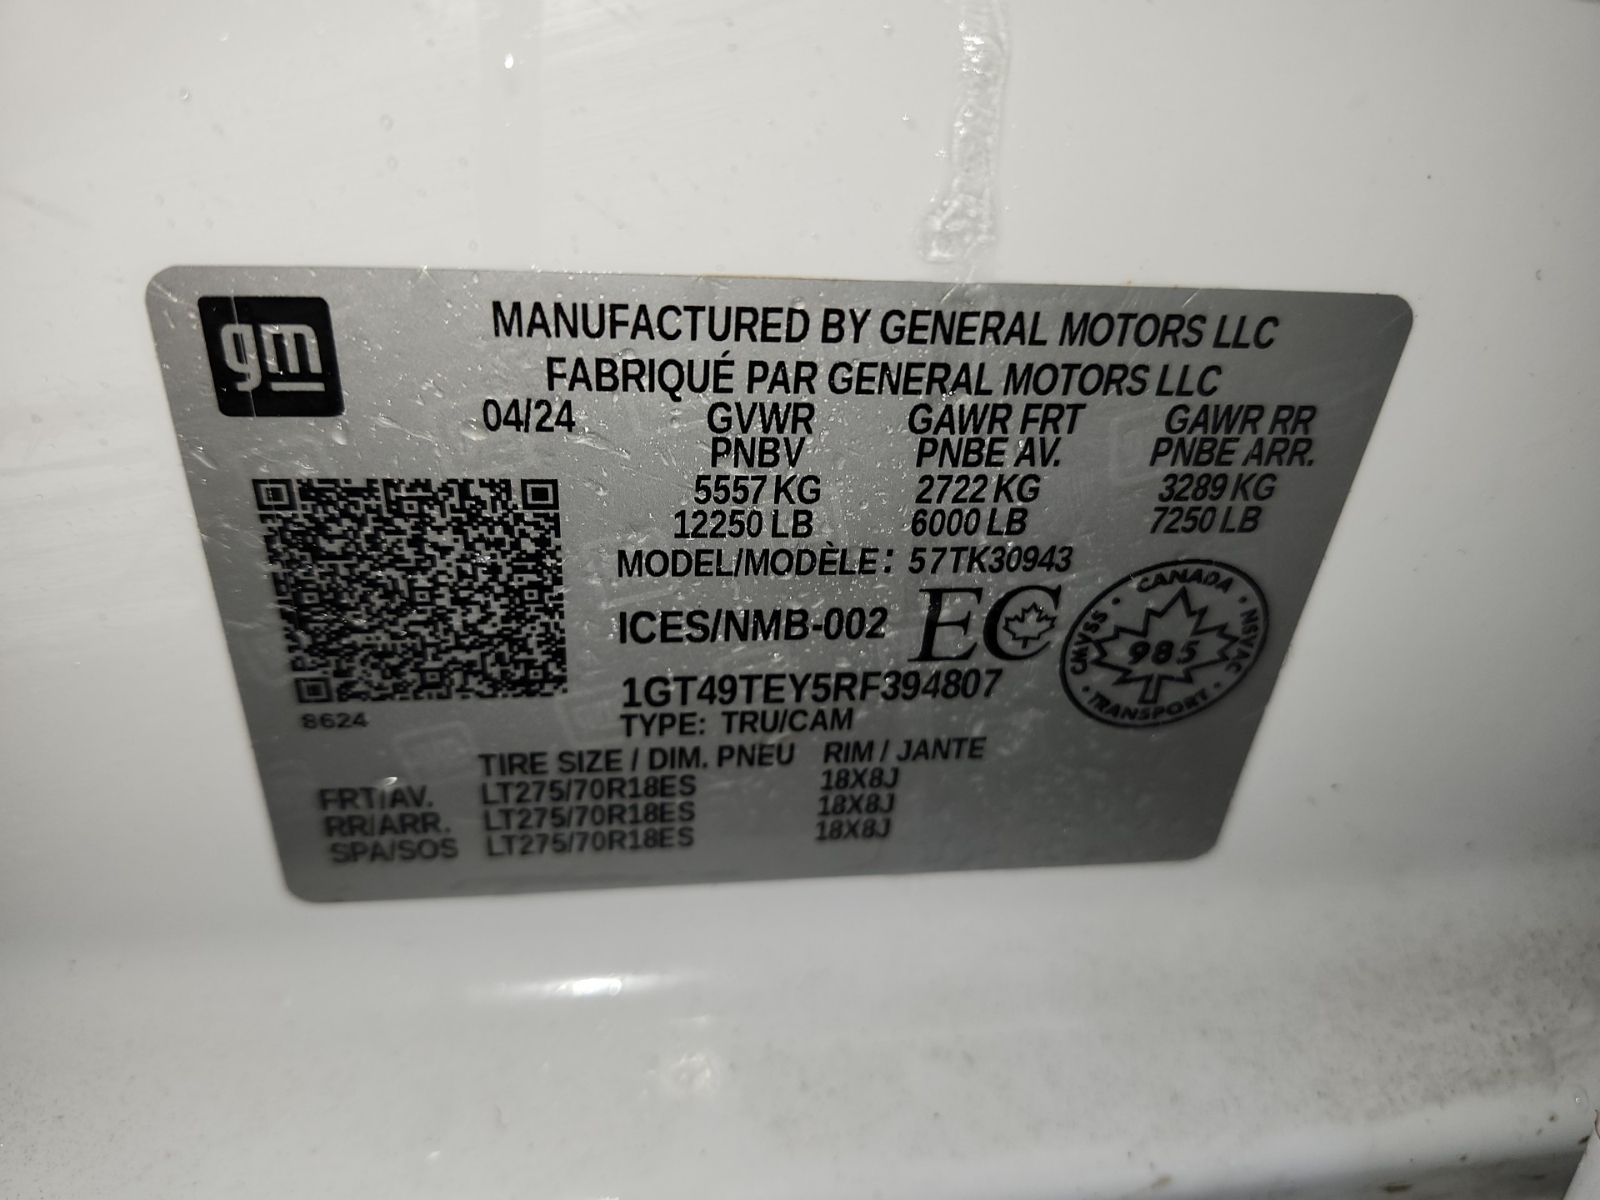 gm
MANUFACTURED BY GENERAL MOTORS LLC
FABRIQUÉ PAR GENERAL MOTORS LLC
04/24 GVWR GAWR FRT GAWR RR
PNBV PNBE AV. PNBE ARR.
5557 KG 2722 KG 3289 KG
12250 LB 6000 LB 7250 LB
MODEL/MODÈLE: 57TK30943
ICES/NMB-002 EC
CANADA · NSVAC · TRANSPORT · CMVSS ·
985
1GT49TEY5RF394807
8624
TYPE: TRU/CAM
TIRE SIZE / DIM. PNEU RIM / JANTE
FRT/AV. LT275/70R18ES 18X8J
RR/ARR. LT275/70R18ES 18X8J
SPA/SOS LT275/70R18ES 18X8J